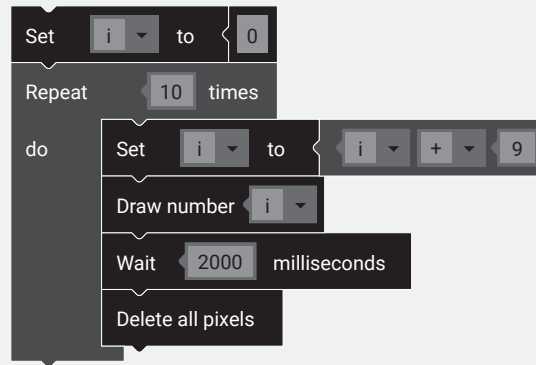 Set i to 0
Repeat 10 times
do Set i to i + 9
Draw number i
Wait 2000 milliseconds
Delete all pixels